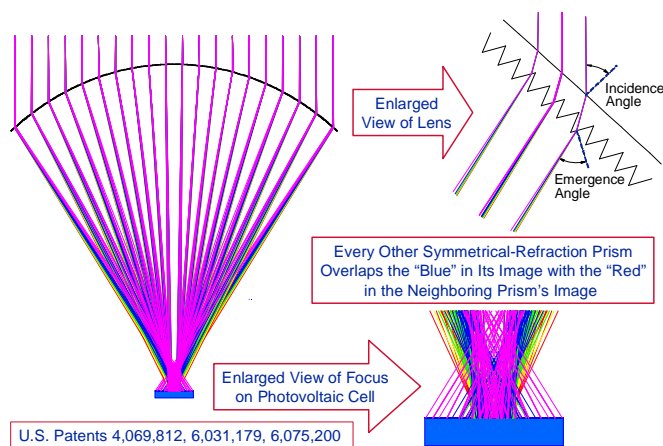 Enlarged
View of Lens
Incidence
Angle
Emergence
Angle
Every Other Symmetrical-Refraction Prism
Overlaps the “Blue” in Its Image with the “Red”
in the Neighboring Prism's Image
Enlarged View of Focus
on Photovoltaic Cell
U.S. Patents 4,069,812, 6,031,179, 6,075,200